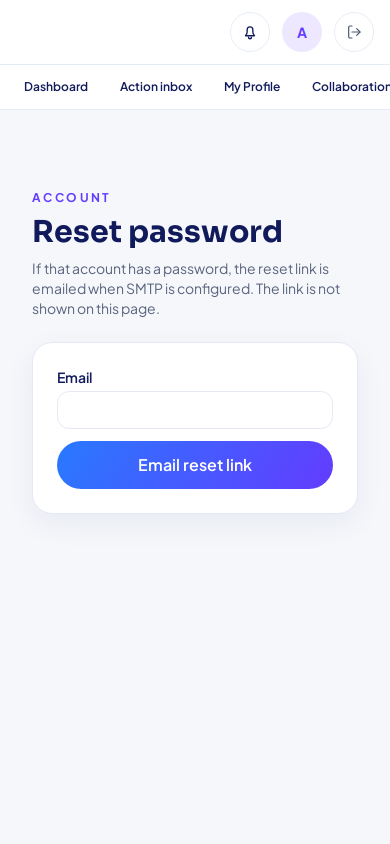 A
Dashboard Action inbox My Profile Collaboration
ACCOUNT
Reset password
If that account has a password, the reset link is
emailed when SMTP is configured. The link is not
shown on this page.
Email
Email reset link